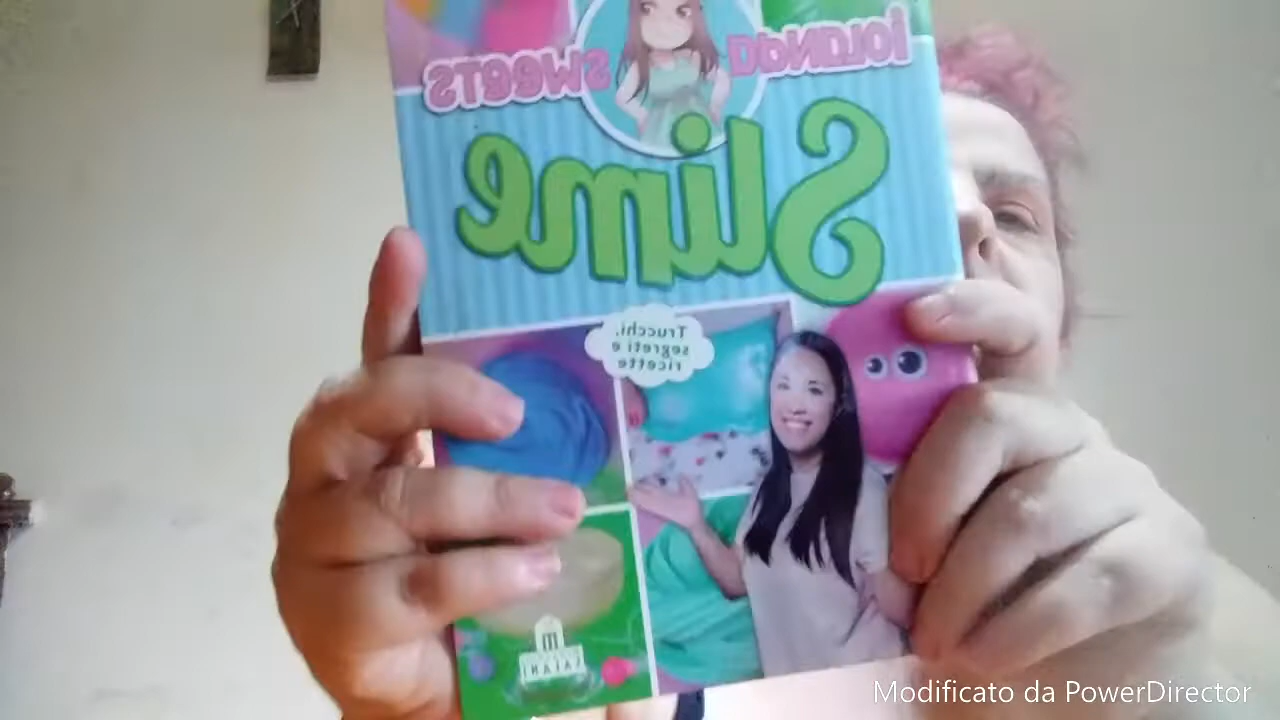 IOLANDA SWEETS
Slime
Trucchi,
segreti e
ricette
Modificato da PowerDirector